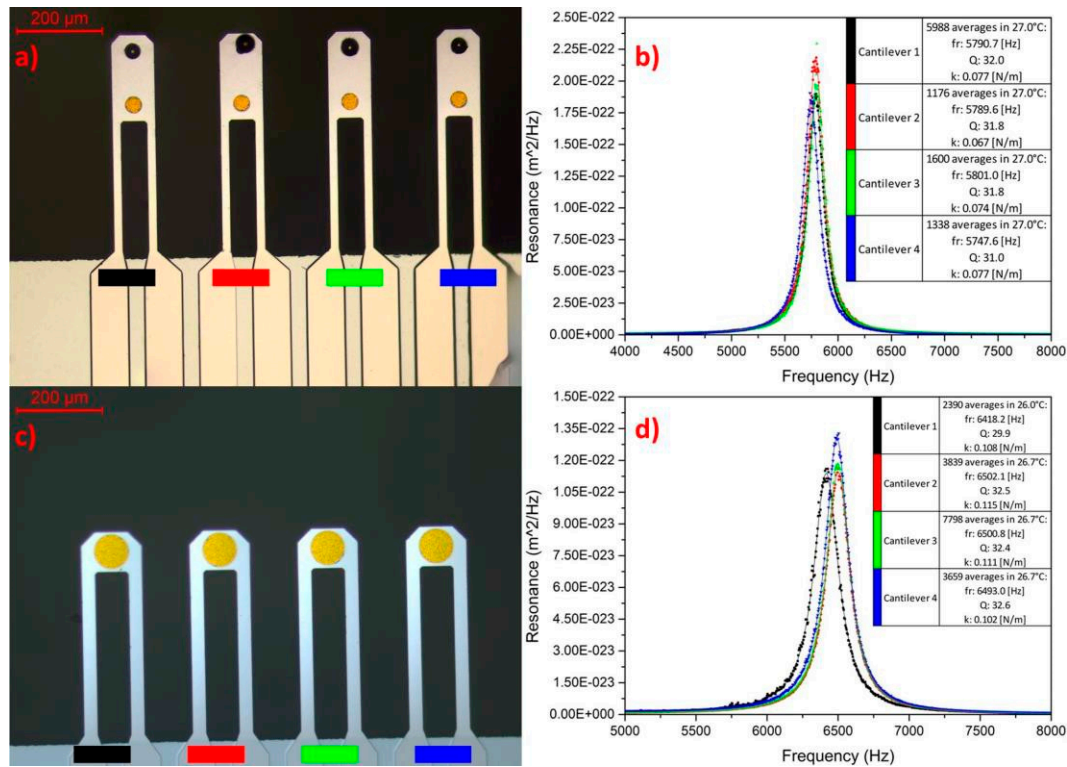 200 µm
a)
b)
Resonance (m^2/Hz)
2.50E-022
2.25E-022
2.00E-022
1.75E-022
1.50E-022
1.25E-022
1.00E-022
7.50E-023
5.00E-023
2.50E-023
0.00E+000
4000 4500 5000 5500 6000 6500 7000 7500 8000
Frequency (Hz)
Cantilever 1
5988 averages in 27.0°C:
fr: 5790.7 [Hz]
Q: 32.0
k: 0.077 [N/m]
Cantilever 2
1176 averages in 27.0°C:
fr: 5789.6 [Hz]
Q: 31.8
k: 0.067 [N/m]
Cantilever 3
1600 averages in 27.0°C:
fr: 5801.0 [Hz]
Q: 31.8
k: 0.074 [N/m]
Cantilever 4
1338 averages in 27.0°C:
fr: 5747.6 [Hz]
Q: 31.0
k: 0.077 [N/m]
200 µm
c)
d)
Resonance (m^2/Hz)
1.50E-022
1.35E-022
1.20E-022
1.05E-022
9.00E-023
7.50E-023
6.00E-023
4.50E-023
3.00E-023
1.50E-023
0.00E+000
5000 5500 6000 6500 7000 7500 8000
Frequency (Hz)
Cantilever 1
2390 averages in 26.0°C:
fr: 6418.2 [Hz]
Q: 29.9
k: 0.108 [N/m]
Cantilever 2
3839 averages in 26.7°C:
fr: 6502.1 [Hz]
Q: 32.5
k: 0.115 [N/m]
Cantilever 3
7798 averages in 26.7°C:
fr: 6500.8 [Hz]
Q: 32.4
k: 0.111 [N/m]
Cantilever 4
3659 averages in 26.7°C:
fr: 6493.0 [Hz]
Q: 32.6
k: 0.102 [N/m]